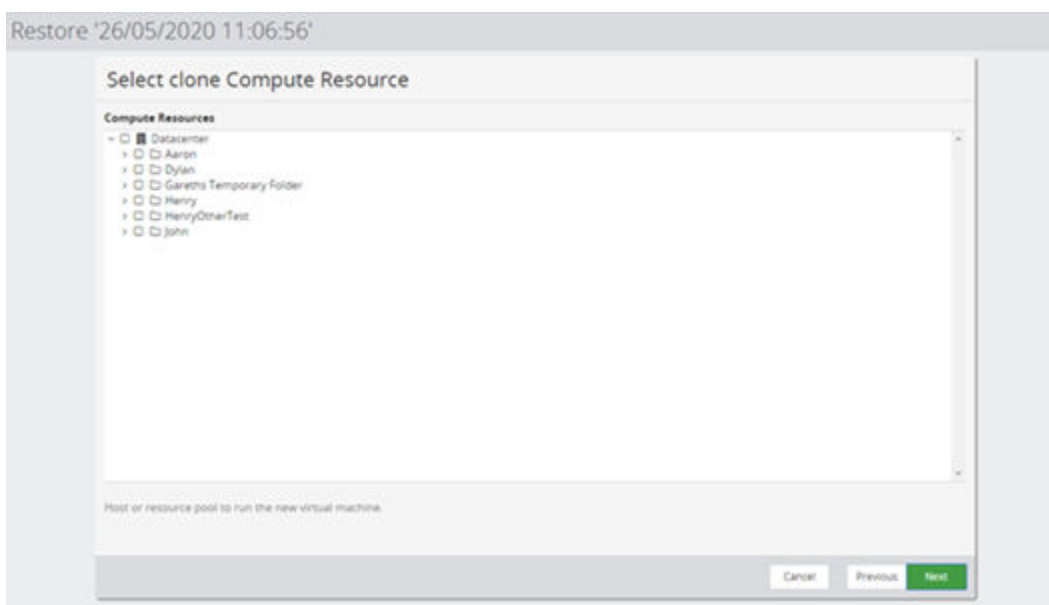 Restore '26/05/2020 11:06:56'
Select clone Compute Resource
Compute Resources
Datacenter
Aaron
Dylan
Gareths Temporary Folder
Henry
HenryOtherTest
John
Host or resource pool to run the new virtual machine.
Cancel
Previous
Next